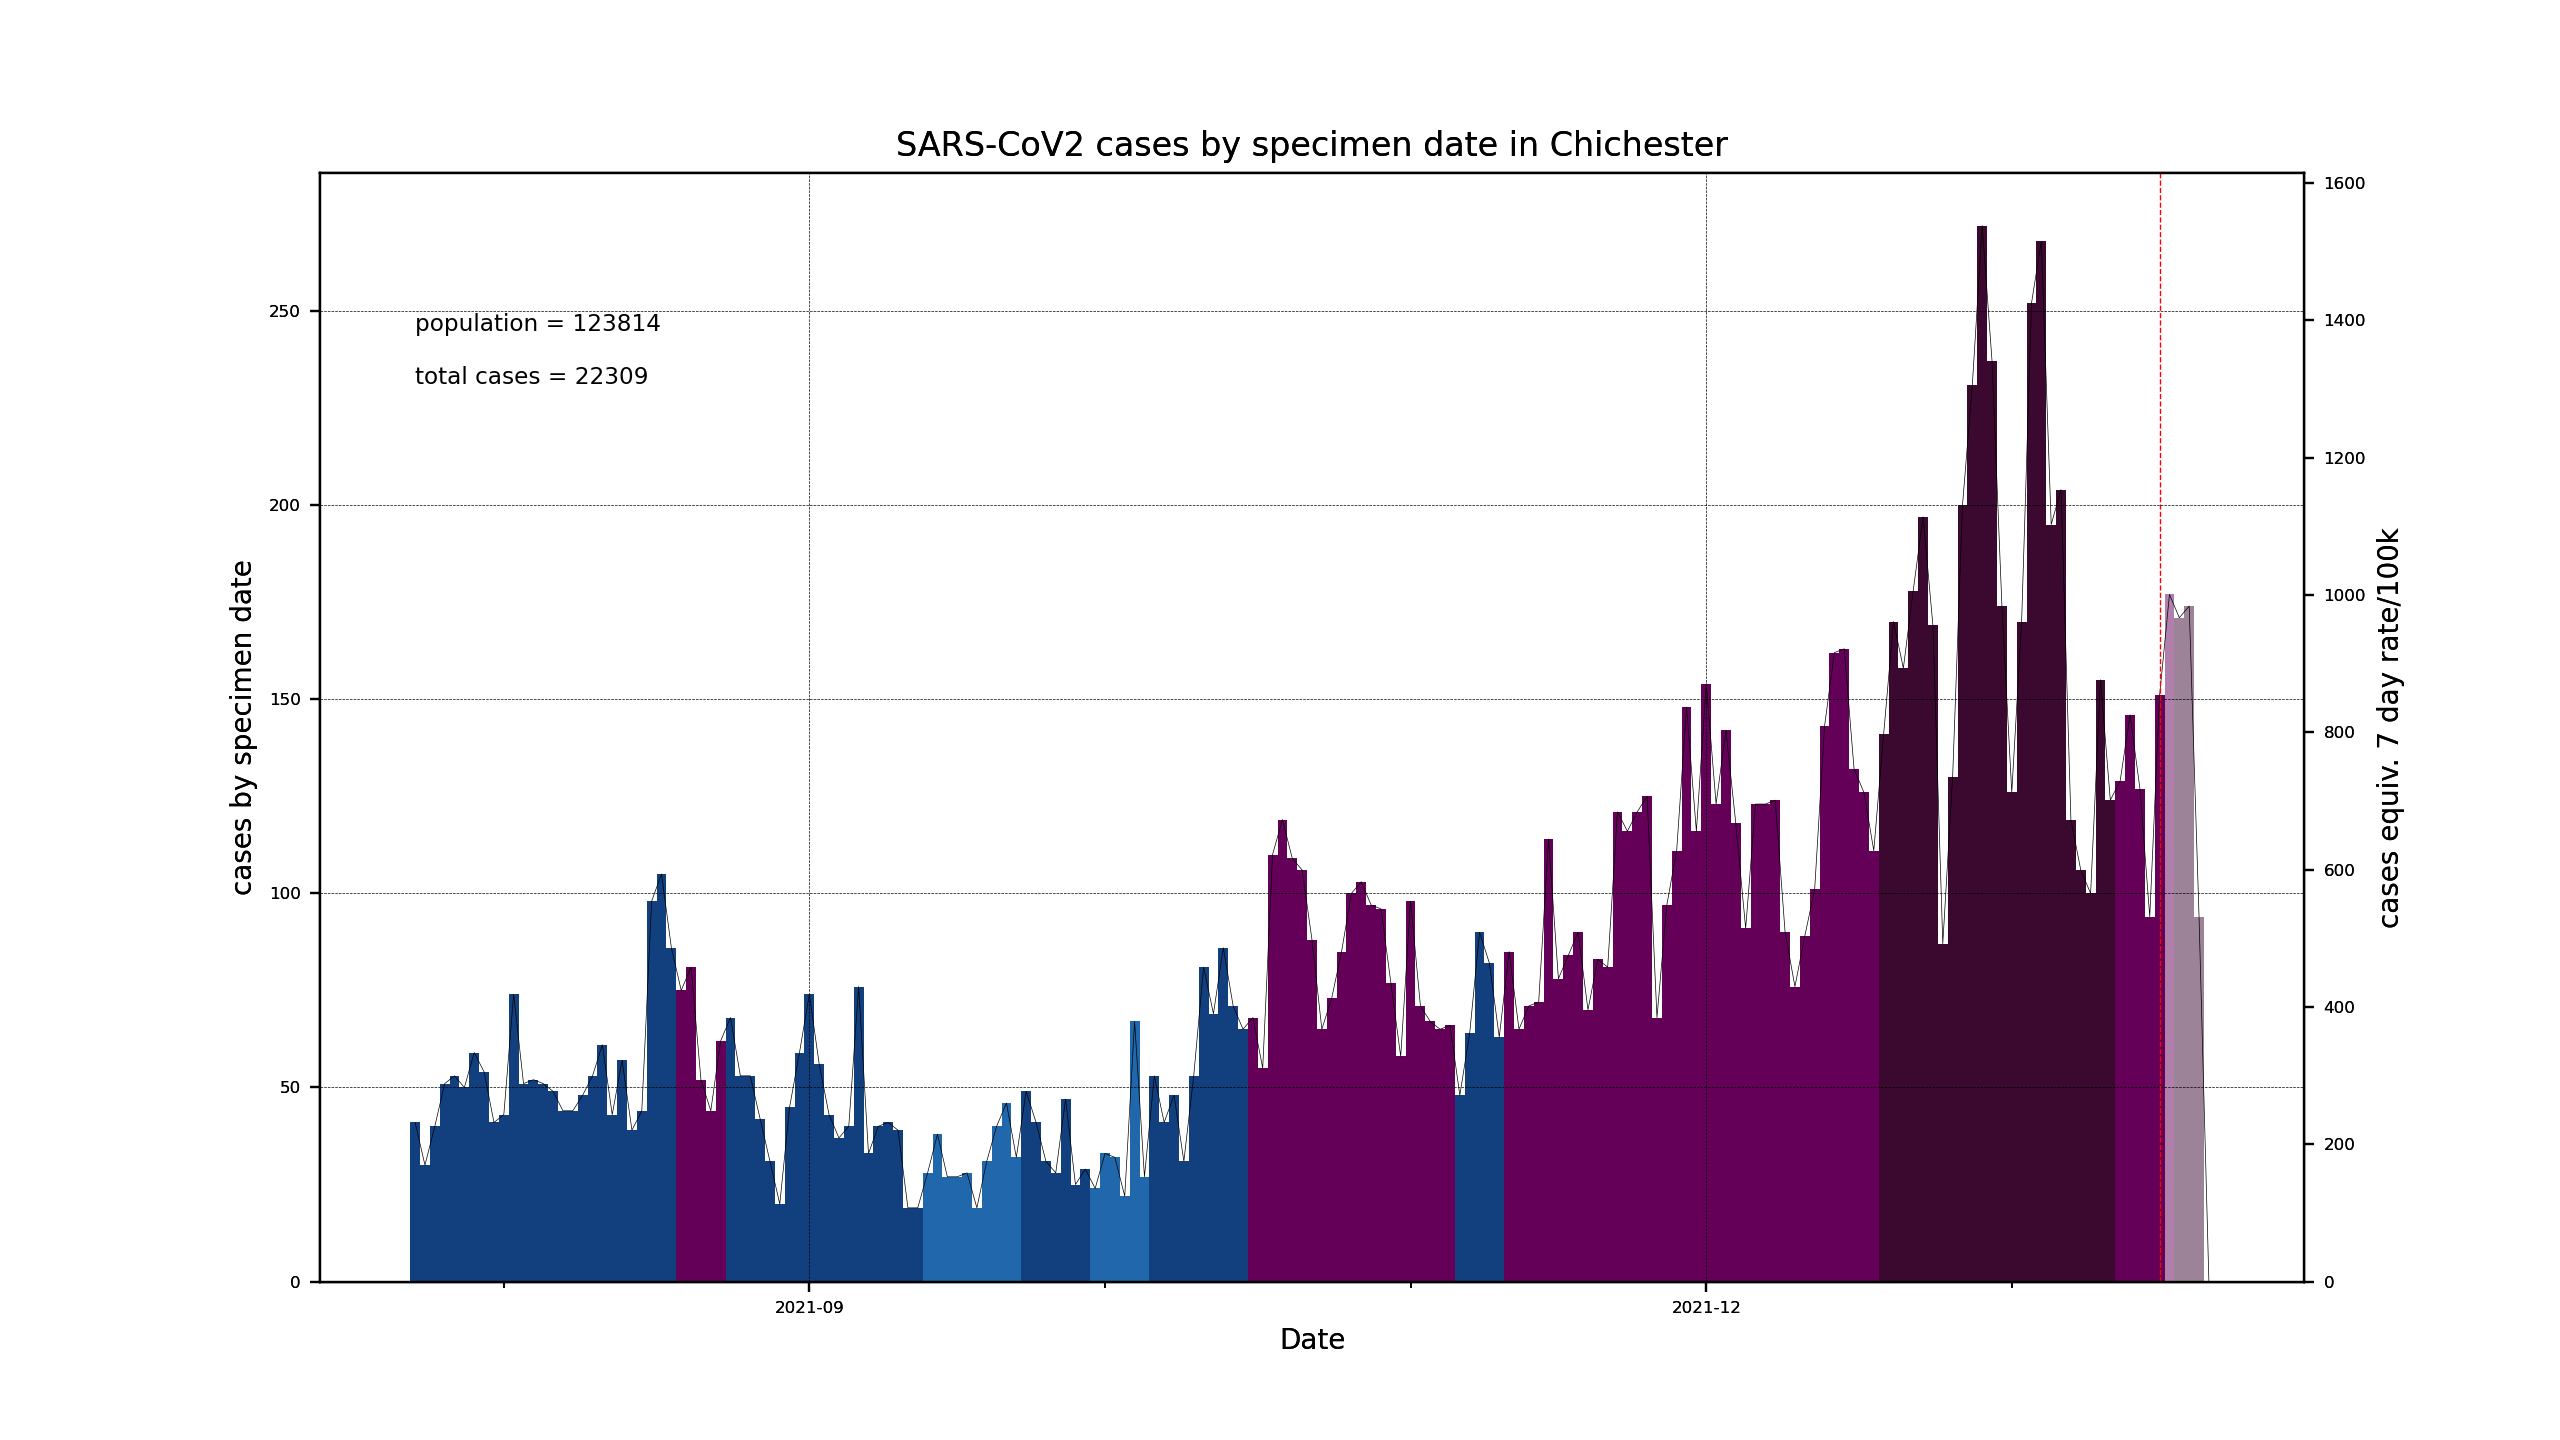 SARS-CoV2 cases by specimen date in Chichester
population = 123814
total cases = 22309
cases by specimen date
250
200
150
100
50
0
1600
1400
1200
1000
800
600
400
200
0
cases equiv. 7 day rate/100k
2021-09
2021-12
Date